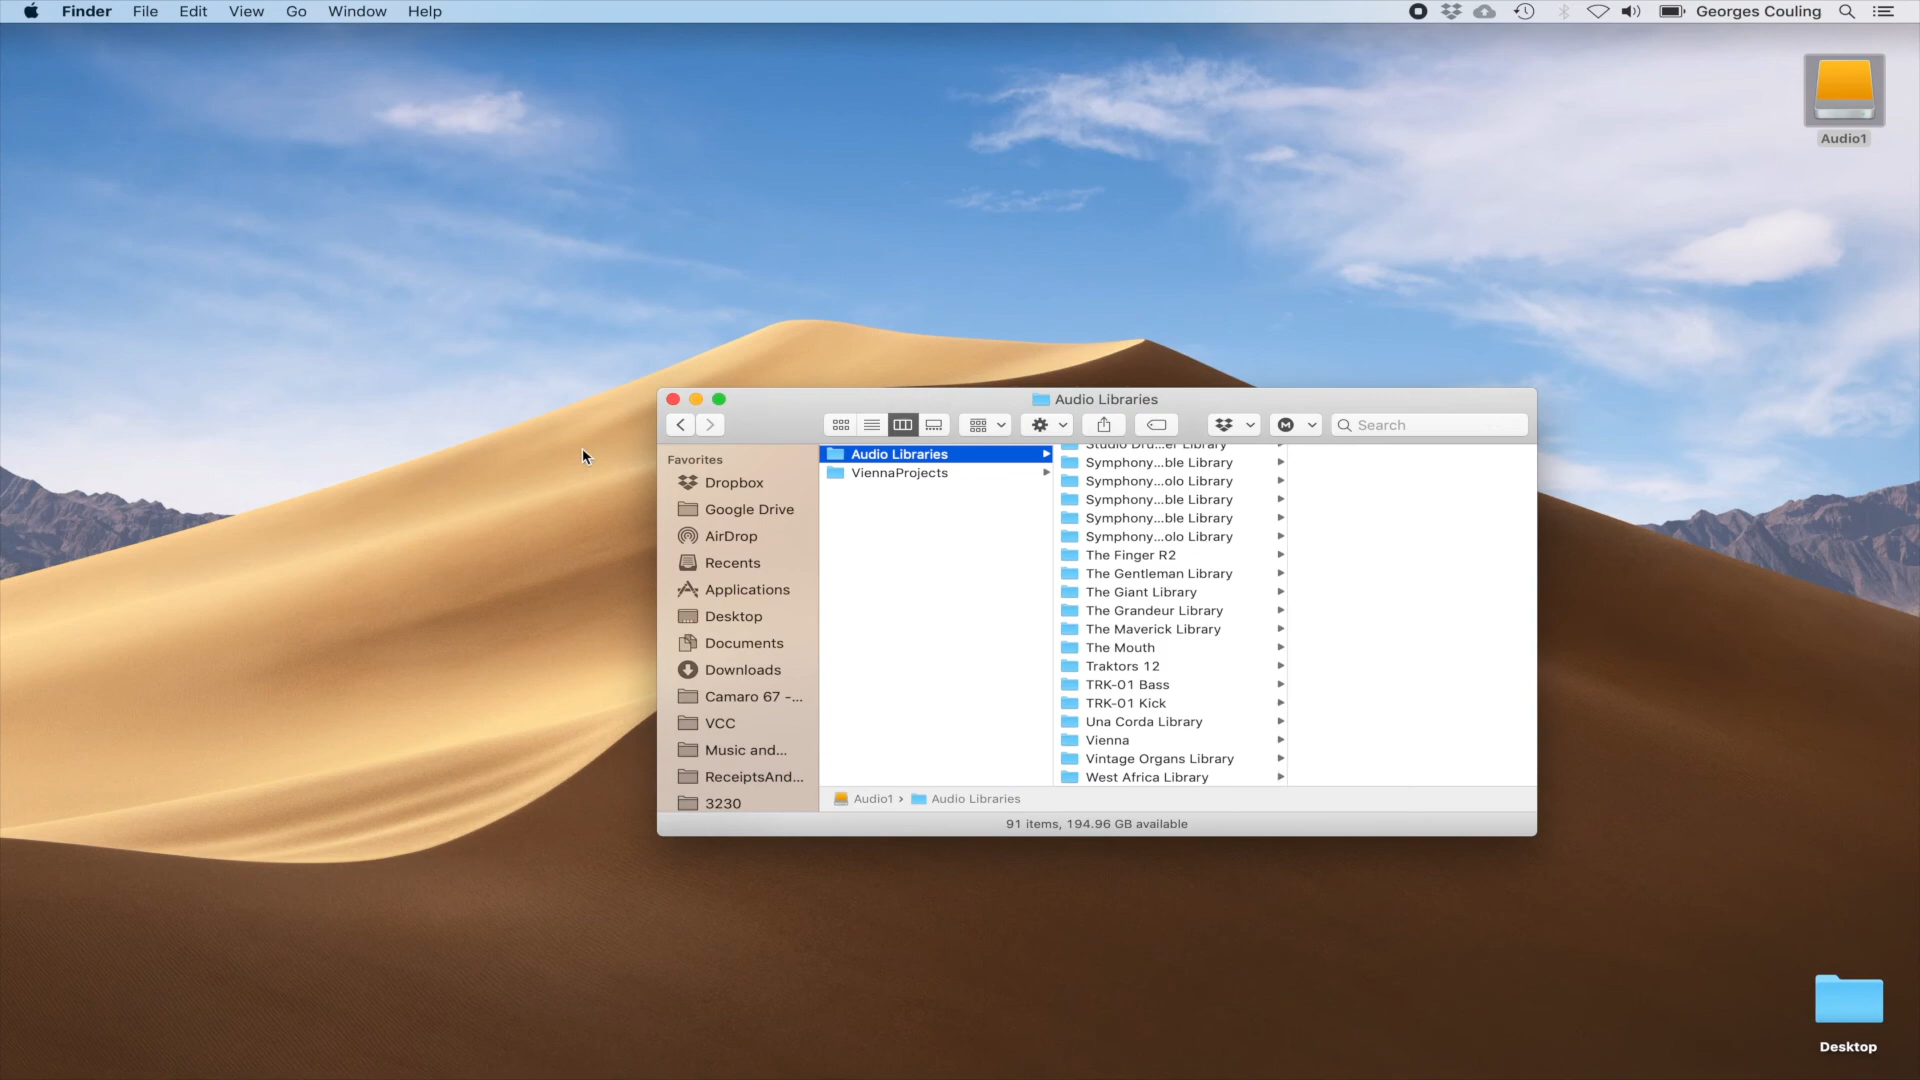 Finder File Edit View Go Window Help
Georges Couling
Audio1
Audio Libraries
Search
Favorites
Dropbox
Google Drive
AirDrop
Recents
Applications
Desktop
Documents
Downloads
Camaro 67 -...
VCC
Music and...
ReceiptsAnd...
3230
Audio Libraries
ViennaProjects
Studio Dru...er Library
Symphony...ble Library
Symphony...olo Library
Symphony...ble Library
Symphony...ble Library
Symphony...olo Library
The Finger R2
The Gentleman Library
The Giant Library
The Grandeur Library
The Maverick Library
The Mouth
Traktors 12
TRK-01 Bass
TRK-01 Kick
Una Corda Library
Vienna
Vintage Organs Library
West Africa Library
Audio1 › Audio Libraries
91 items, 194.96 GB available
Desktop